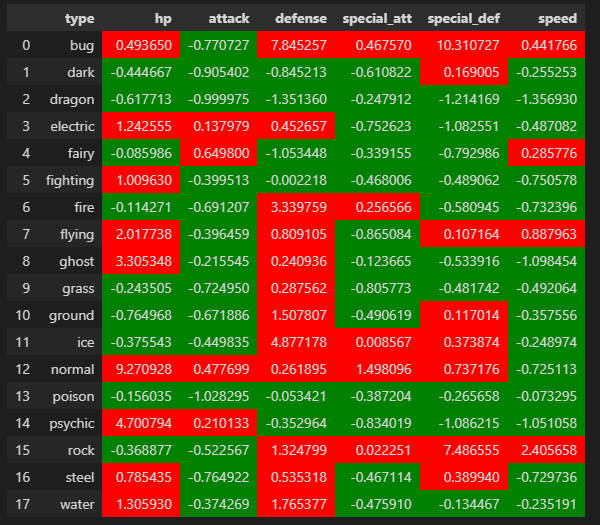 type hp attack defense special_att special_def speed
0 bug 0.493650 -0.770727 7.845257 0.467570 10.310727 0.441766
1 dark -0.444667 -0.905402 -0.845213 -0.610822 0.169005 -0.255253
2 dragon -0.617713 -0.999975 -1.351360 -0.247912 -1.214169 -1.356930
3 electric 1.242555 0.137979 0.452657 -0.752623 -1.082551 -0.487082
4 fairy -0.085986 0.649800 -1.053448 -0.339155 -0.792986 0.285776
5 fighting 1.009630 -0.399513 -0.002218 -0.468006 -0.489062 -0.750578
6 fire -0.114271 -0.691207 3.339759 0.256566 -0.580945 -0.732396
7 flying 2.017738 -0.396459 0.809105 -0.865084 0.107164 0.887963
8 ghost 3.305348 -0.215545 0.240936 -0.123665 -0.533916 -1.098454
9 grass -0.243505 -0.724950 0.287562 -0.805773 -0.481742 -0.492064
10 ground -0.764968 -0.671886 1.507807 -0.490619 0.117014 -0.357556
11 ice -0.375543 -0.449835 4.877178 0.008567 0.373874 -0.248974
12 normal 9.270928 0.477699 0.261895 1.498096 0.737176 -0.725113
13 poison -0.156035 -1.028295 -0.053421 -0.387204 -0.265658 -0.073295
14 psychic 4.700794 0.210133 -0.352964 -0.834019 -1.086215 -1.051058
15 rock -0.368877 -0.522567 1.324799 0.022251 7.486555 2.405658
16 steel 0.785435 -0.764922 0.535318 -0.467114 0.389940 -0.729736
17 water 1.305930 -0.374269 1.765377 -0.475910 -0.134467 -0.235191